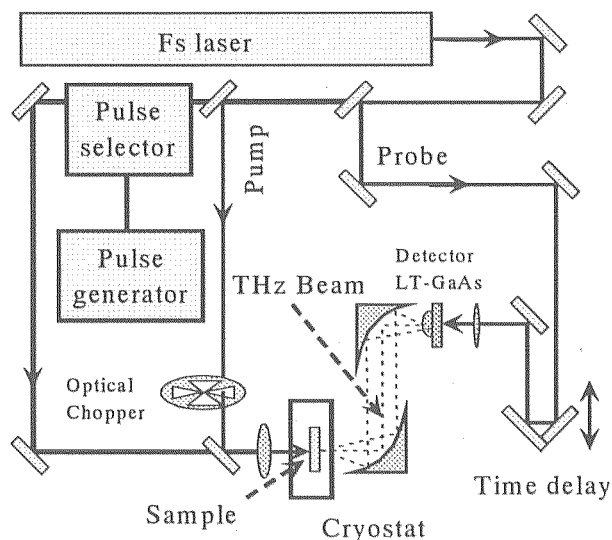 Fs laser
Pulse
selector
Pump
Probe
Pulse
generator
Detector
LT-GaAs
THz Beam
Optical
Chopper
Time delay
Sample
Cryostat